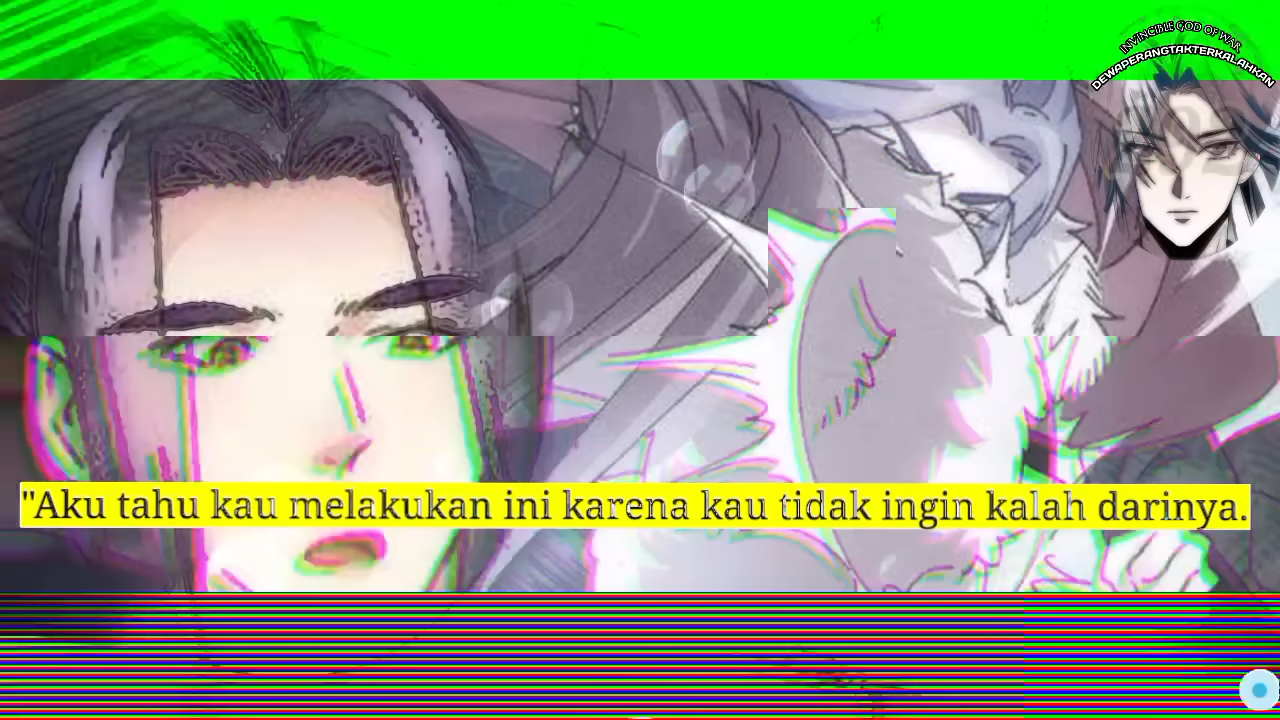 INVINCIBLE GOD OF WAR
DEWAPERANGTAKTERKALAHKAN
"Aku tahu kau melakukan ini karena kau tidak ingin kalah darinya.